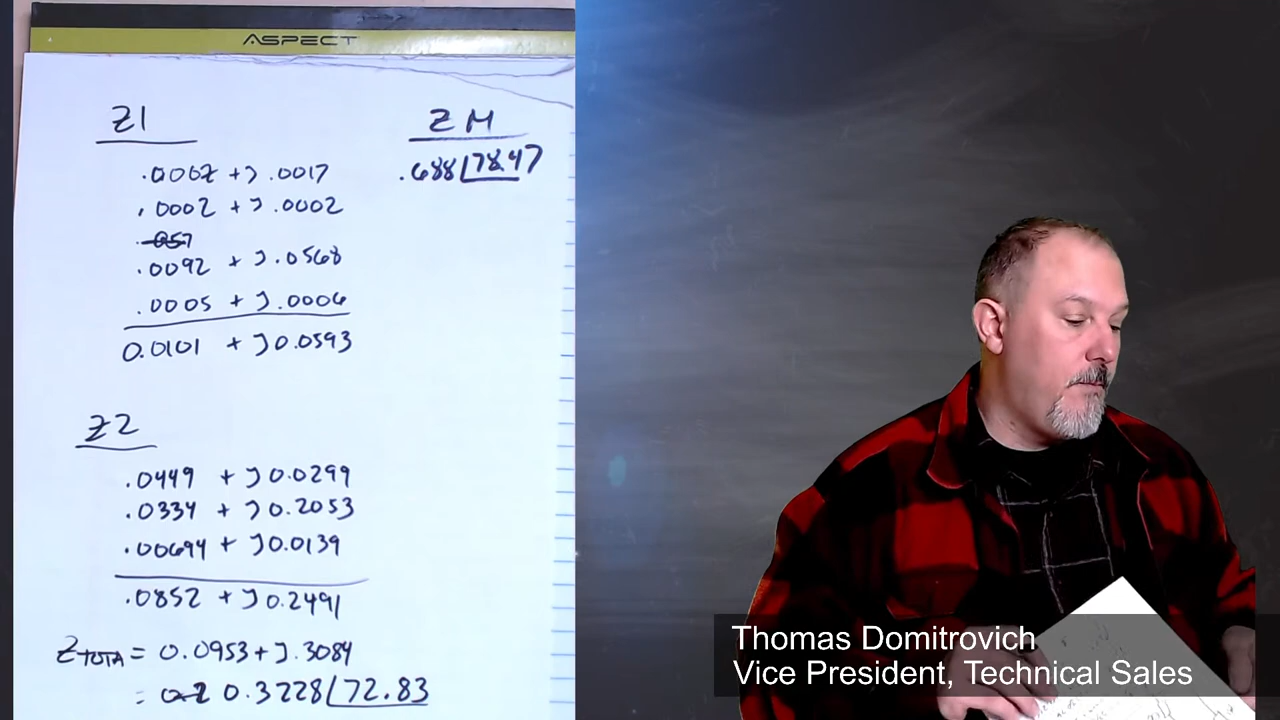 ASPECT
Z1
.0002 + J.0017
.0002 + J.0002
.057
.0092 + J.0568
.0005 + J.0006
0.0101 + J0.0593
ZM
.688∠78.47
Z2
.0449 + J0.0299
.0334 + J0.2053
.00694 + J0.0139
.0852 + J0.2491
ZTOTA = 0.0953 + J.3084
= 0.3228∠72.83
Thomas Domitrovich
Vice President, Technical Sales